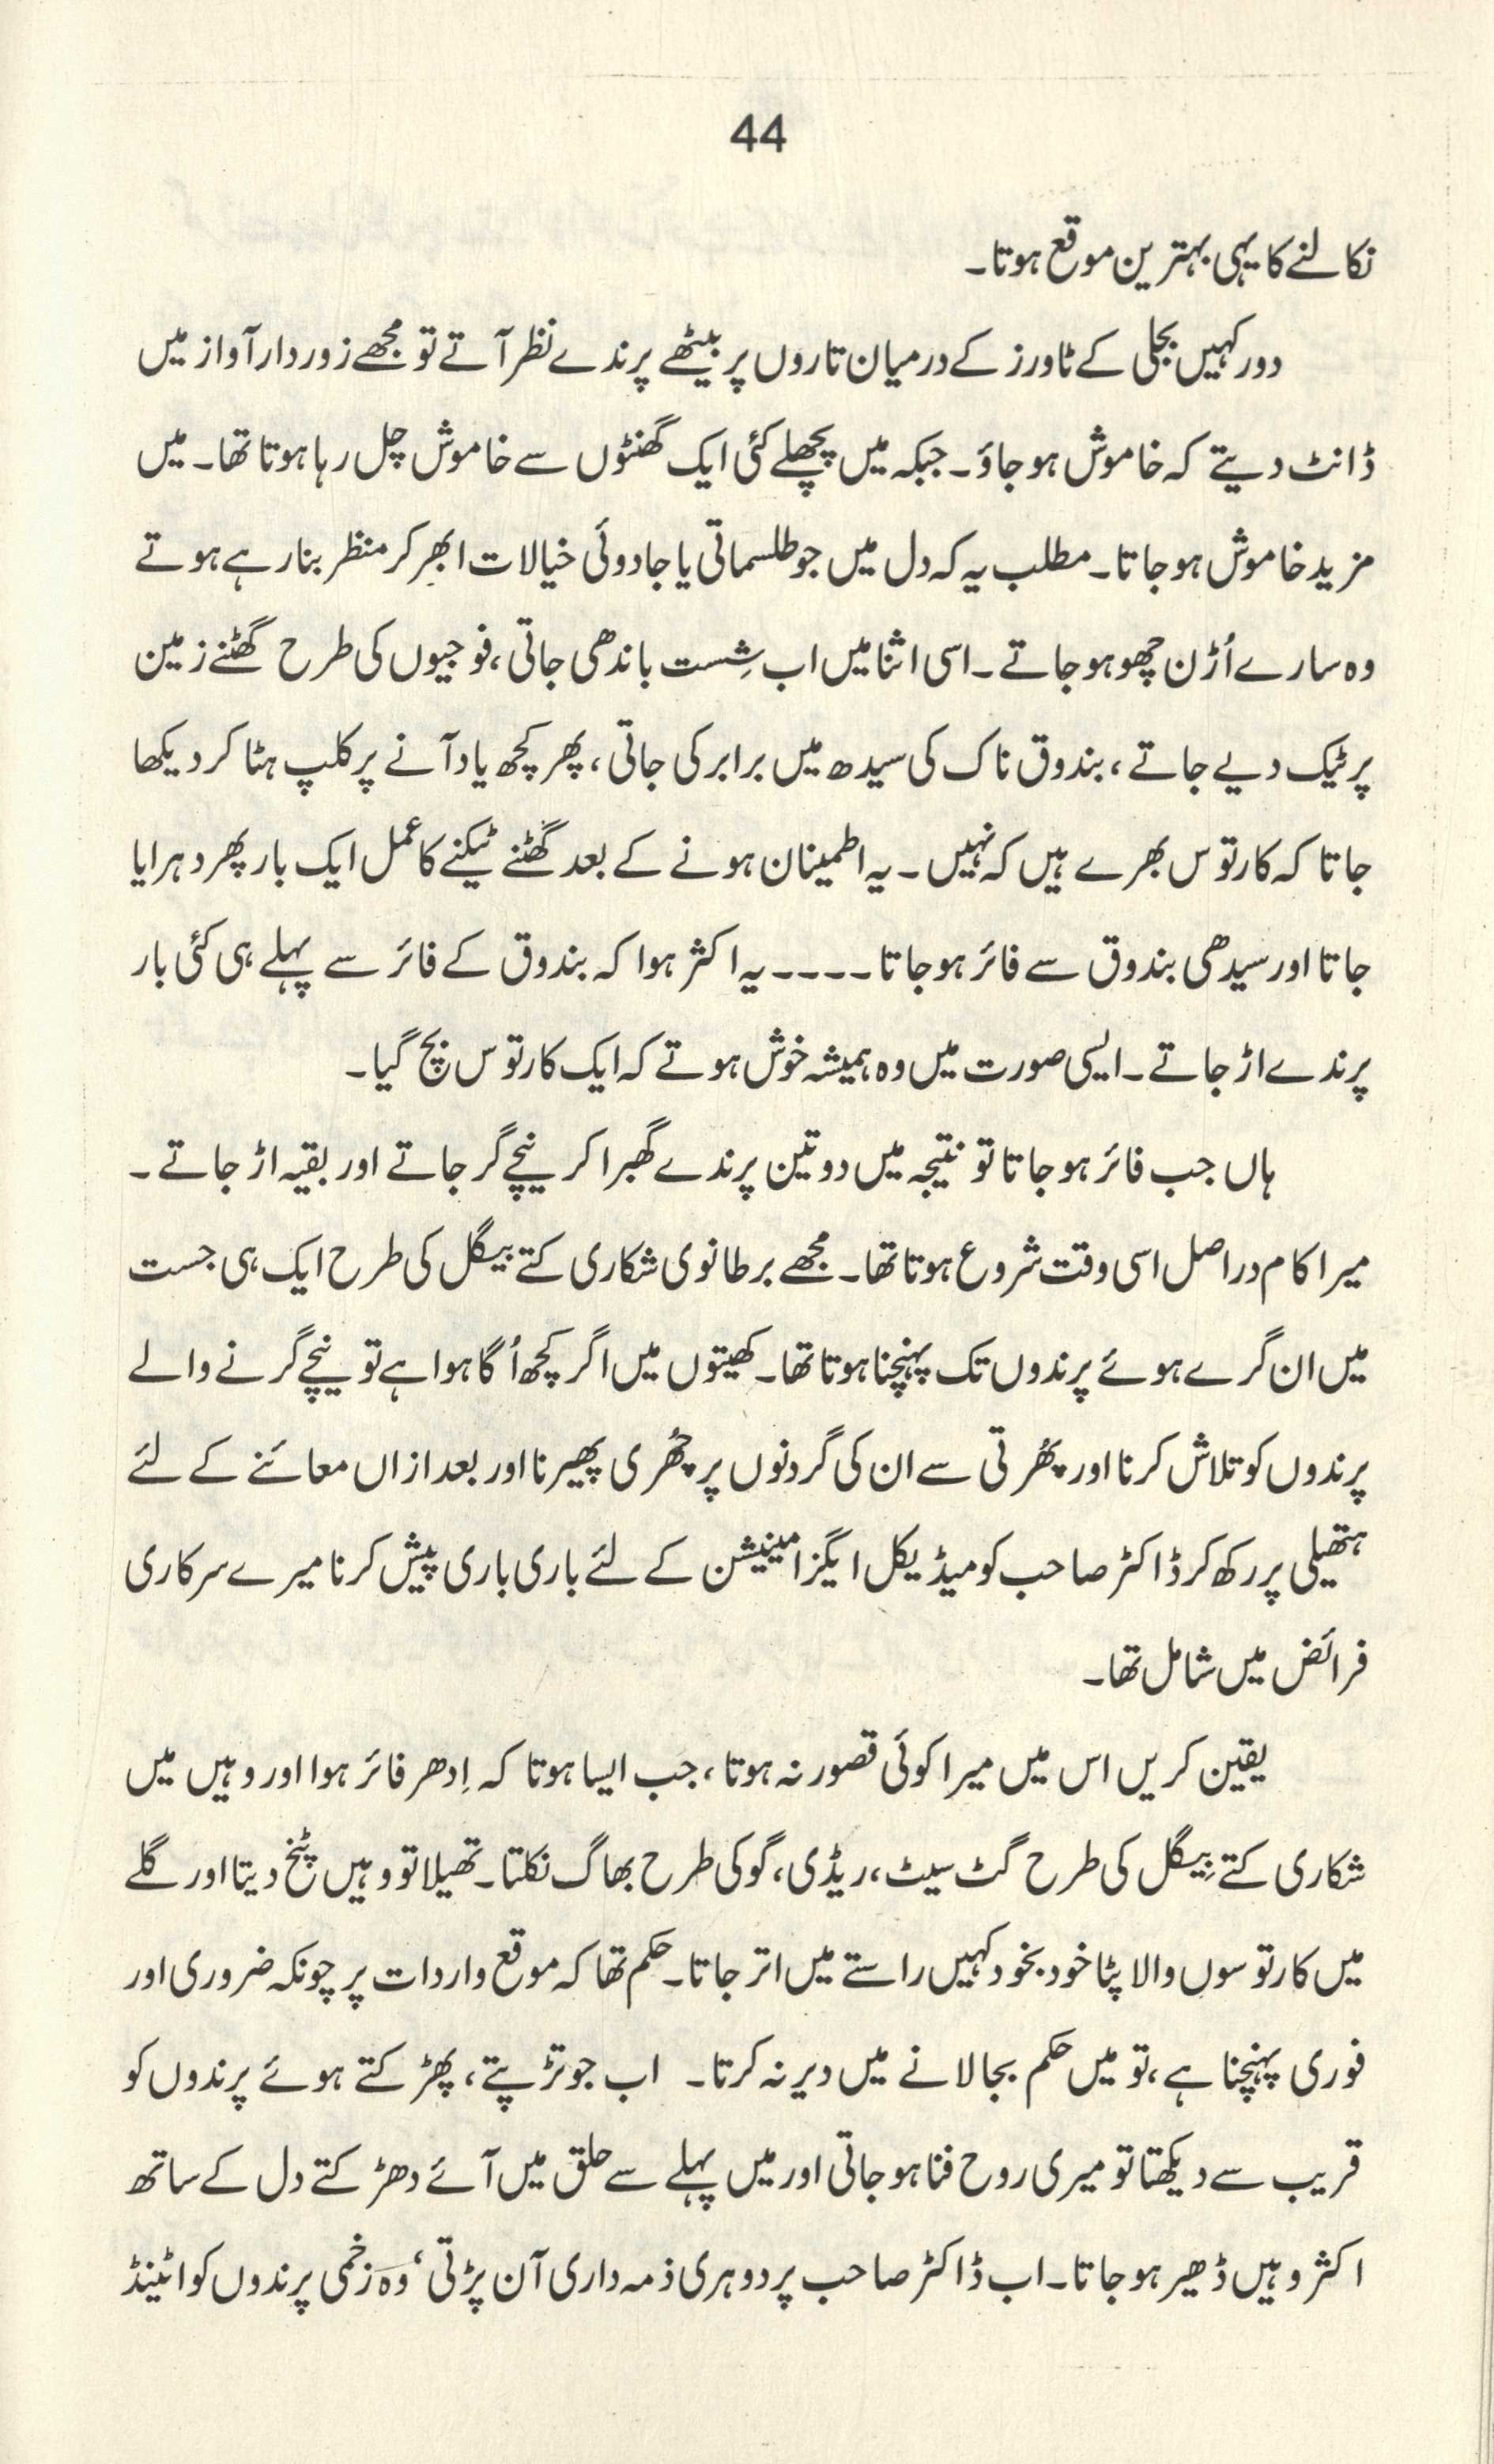 44
نکالنے کا یہی بہترین موقع ہوتا۔
دور کہیں بجلی کے ٹاورز کے درمیان تاروں پر بیٹھے پرندے نظر آتے تو مجھے زوردار آواز میں
ڈانٹ دیتے کہ خاموش ہو جاؤ۔ جبکہ میں پچھلے کئی ایک گھنٹوں سے خاموش چل رہا ہوتا تھا۔ میں
مزید خاموش ہو جاتا۔ مطلب یہ کہ دل میں جو طلسماتی یا جادوئی خیالات ابھر کر منظر بنا رہے ہوتے
وہ سارے اُڑن چھو ہو جاتے۔ اسی اثنا میں اب شِست باندھی جاتی، فوجیوں کی طرح گھٹنے زمین
پر ٹیک دیے جاتے، بندوق ناک کی سیدھ میں برابر کی جاتی، پھر کچھ یاد آنے پر کلپ ہٹا کر دیکھا
جاتا کہ کارتوس بھرے ہیں کہ نہیں۔ یہ اطمینان ہونے کے بعد گھٹنے ٹیکنے کا عمل ایک بار پھر دہرایا
جاتا اور سیدھی بندوق سے فائر ہو جاتا۔۔۔۔ یہ اکثر ہوا کہ بندوق کے فائر سے پہلے ہی کئی بار
پرندے اڑ جاتے۔ ایسی صورت میں وہ ہمیشہ خوش ہوتے کہ ایک کارتوس بچ گیا۔
ہاں جب فائر ہو جاتا تو نتیجہ میں دو تین پرندے گھبرا کر نیچے گر جاتے اور بقیہ اڑ جاتے۔
میرا کام دراصل اسی وقت شروع ہوتا تھا۔ مجھے برطانوی شکاری کتے بیگل کی طرح ایک ہی جست
میں ان گرے ہوئے پرندوں تک پہنچنا ہوتا تھا۔ کھیتوں میں اگر کچھ اُگا ہوا ہے تو نیچے گرنے والے
پرندوں کو تلاش کرنا اور پھُرتی سے ان کی گردنوں پر چھُری پھیرنا اور بعد ازاں معائنے کے لئے
ہتھیلی پر رکھ کر ڈاکٹر صاحب کو میڈیکل ایگزامینیشن کے لئے باری باری پیش کرنا میرے سرکاری
فرائض میں شامل تھا۔
یقین کریں اس میں میرا کوئی قصور نہ ہوتا، جب ایسا ہوتا کہ اِدھر فائر ہوا اور وہیں میں
شکاری کتے بِیگل کی طرح گٹ سیٹ، ریڈی، گو کی طرح بھاگ نکلتا۔ تھیلا تو وہیں پٹخ دیتا اور گلے
میں کارتوسوں والا پٹا خود بخود کہیں راستے میں اتر جاتا۔ حکم تھا کہ موقع واردات پر چونکہ ضروری اور
فوری پہنچنا ہے، تو میں حکم بجا لانے میں دیر نہ کرتا۔ اب جو تڑپتے، پھڑکتے ہوئے پرندوں کو
قریب سے دیکھتا تو میری روح فنا ہو جاتی اور میں پہلے سے حلق میں آئے دھڑکتے دل کے ساتھ
اکثر وہیں ڈھیر ہو جاتا۔ اب ڈاکٹر صاحب پر دوہری ذمہ داری آن پڑتی، وہ زخمی پرندوں کو اٹینڈ